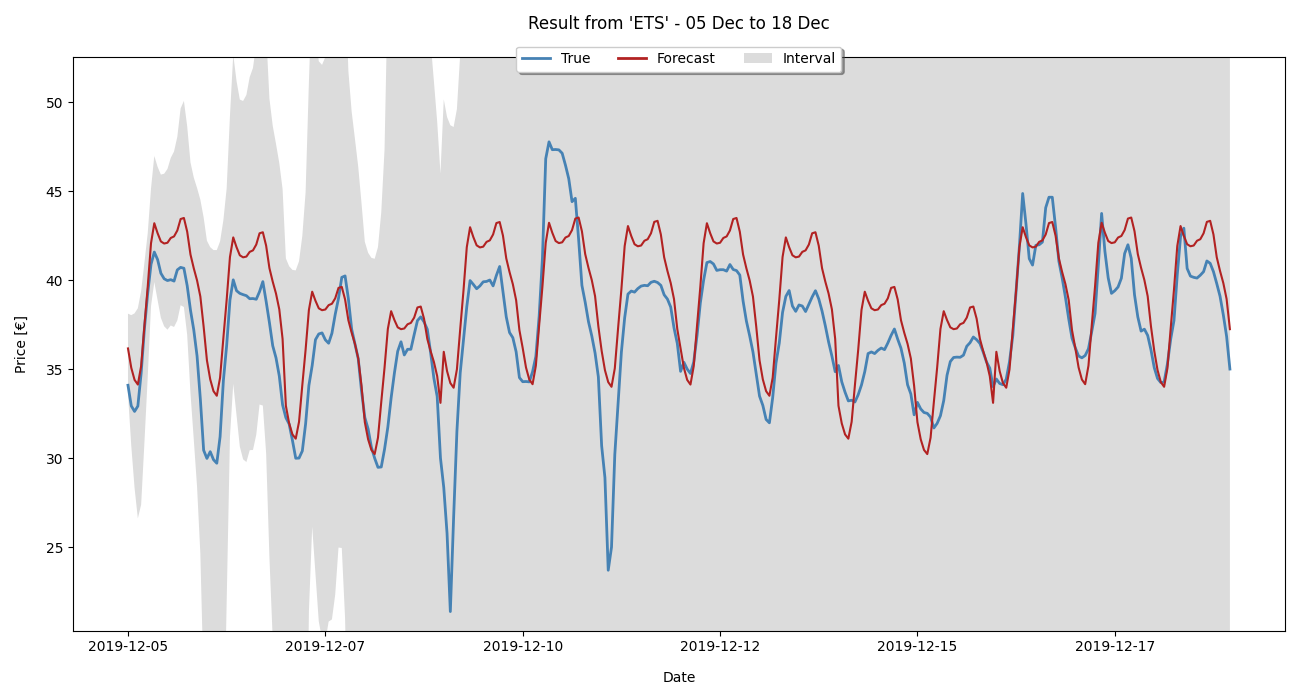 Result from 'ETS' - 05 Dec to 18 Dec
True Forecast Interval
50
45
40
35
30
25
Price [€]
2019-12-05 2019-12-07 2019-12-10 2019-12-12 2019-12-15 2019-12-17
Date